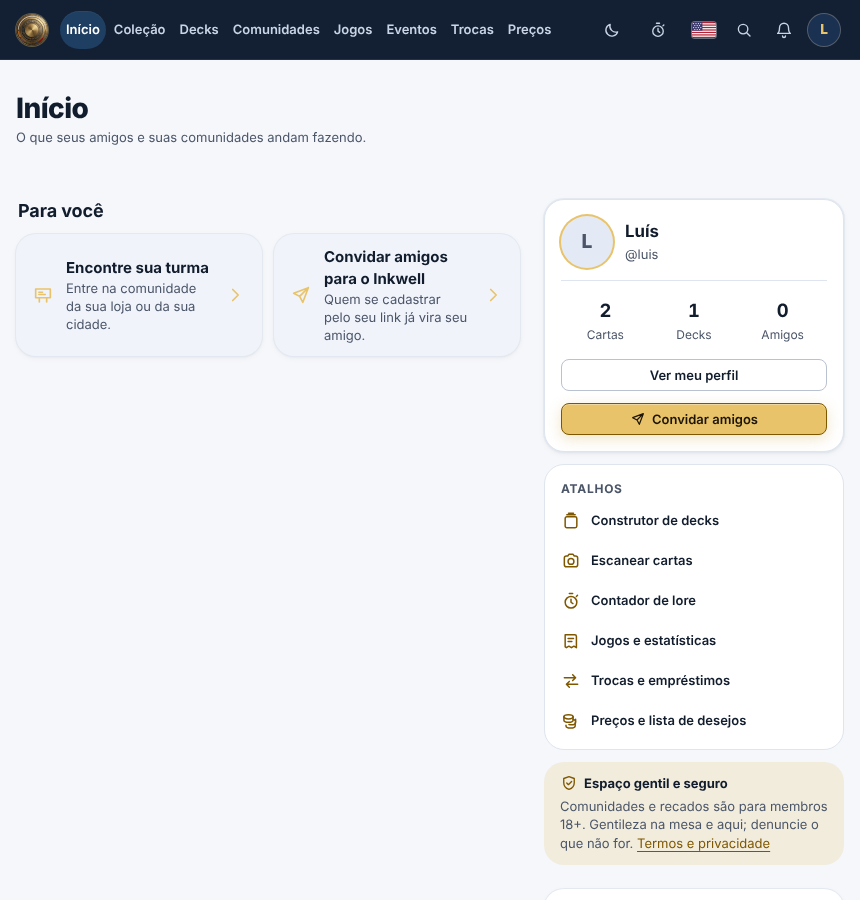 Início
Coleção
Decks
Comunidades
Jogos
Eventos
Trocas
Preços
L
Início
O que seus amigos e suas comunidades andam fazendo.
Para você
Encontre sua turma
Entre na comunidade
da sua loja ou da sua
cidade.
Convidar amigos
para o Inkwell
Quem se cadastrar
pelo seu link já vira seu
amigo.
L
Luís
@luis
2
Cartas
1
Decks
0
Amigos
Ver meu perfil
Convidar amigos
ATALHOS
Construtor de decks
Escanear cartas
Contador de lore
Jogos e estatísticas
Trocas e empréstimos
Preços e lista de desejos
Espaço gentil e seguro
Comunidades e recados são para membros
18+. Gentileza na mesa e aqui; denuncie o
que não for. Termos e privacidade